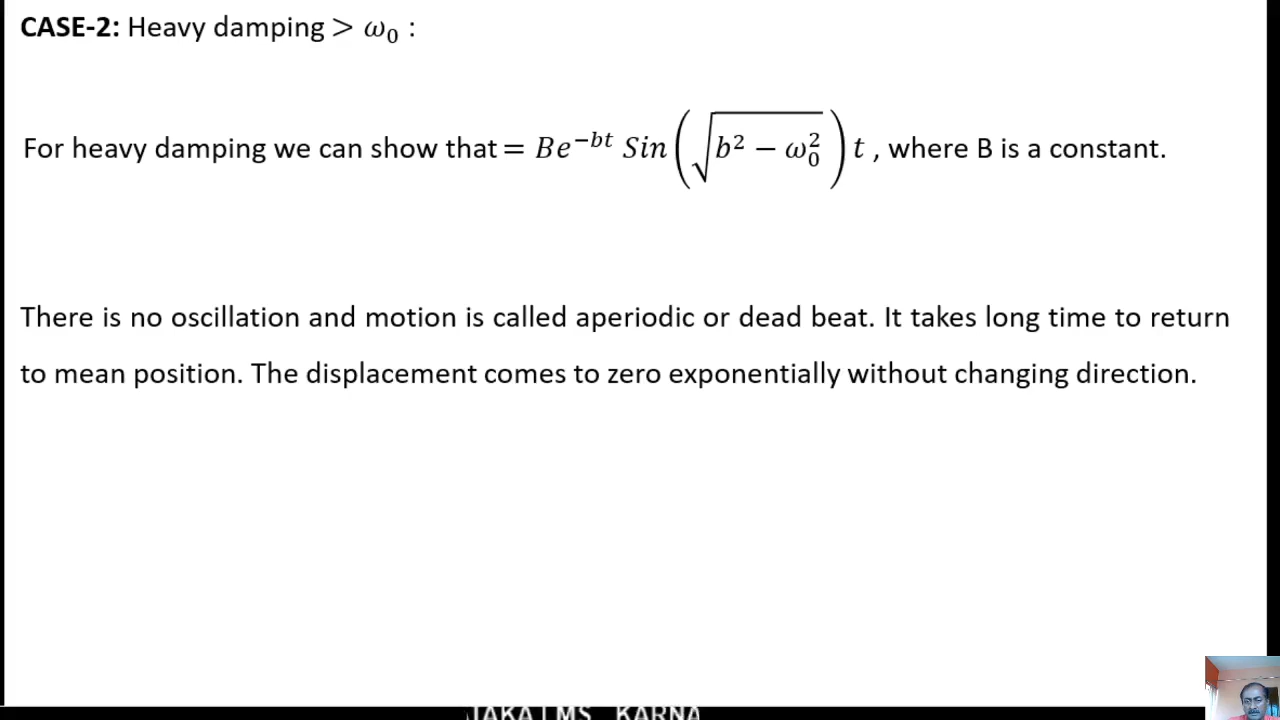 CASE-2: Heavy damping > ω₀ :
For heavy damping we can show that = Be^{-bt} Sin(√(b² − ω₀²)) t , where B is a constant.
There is no oscillation and motion is called aperiodic or dead beat. It takes long time to return
to mean position. The displacement comes to zero exponentially without changing direction.
KARNA